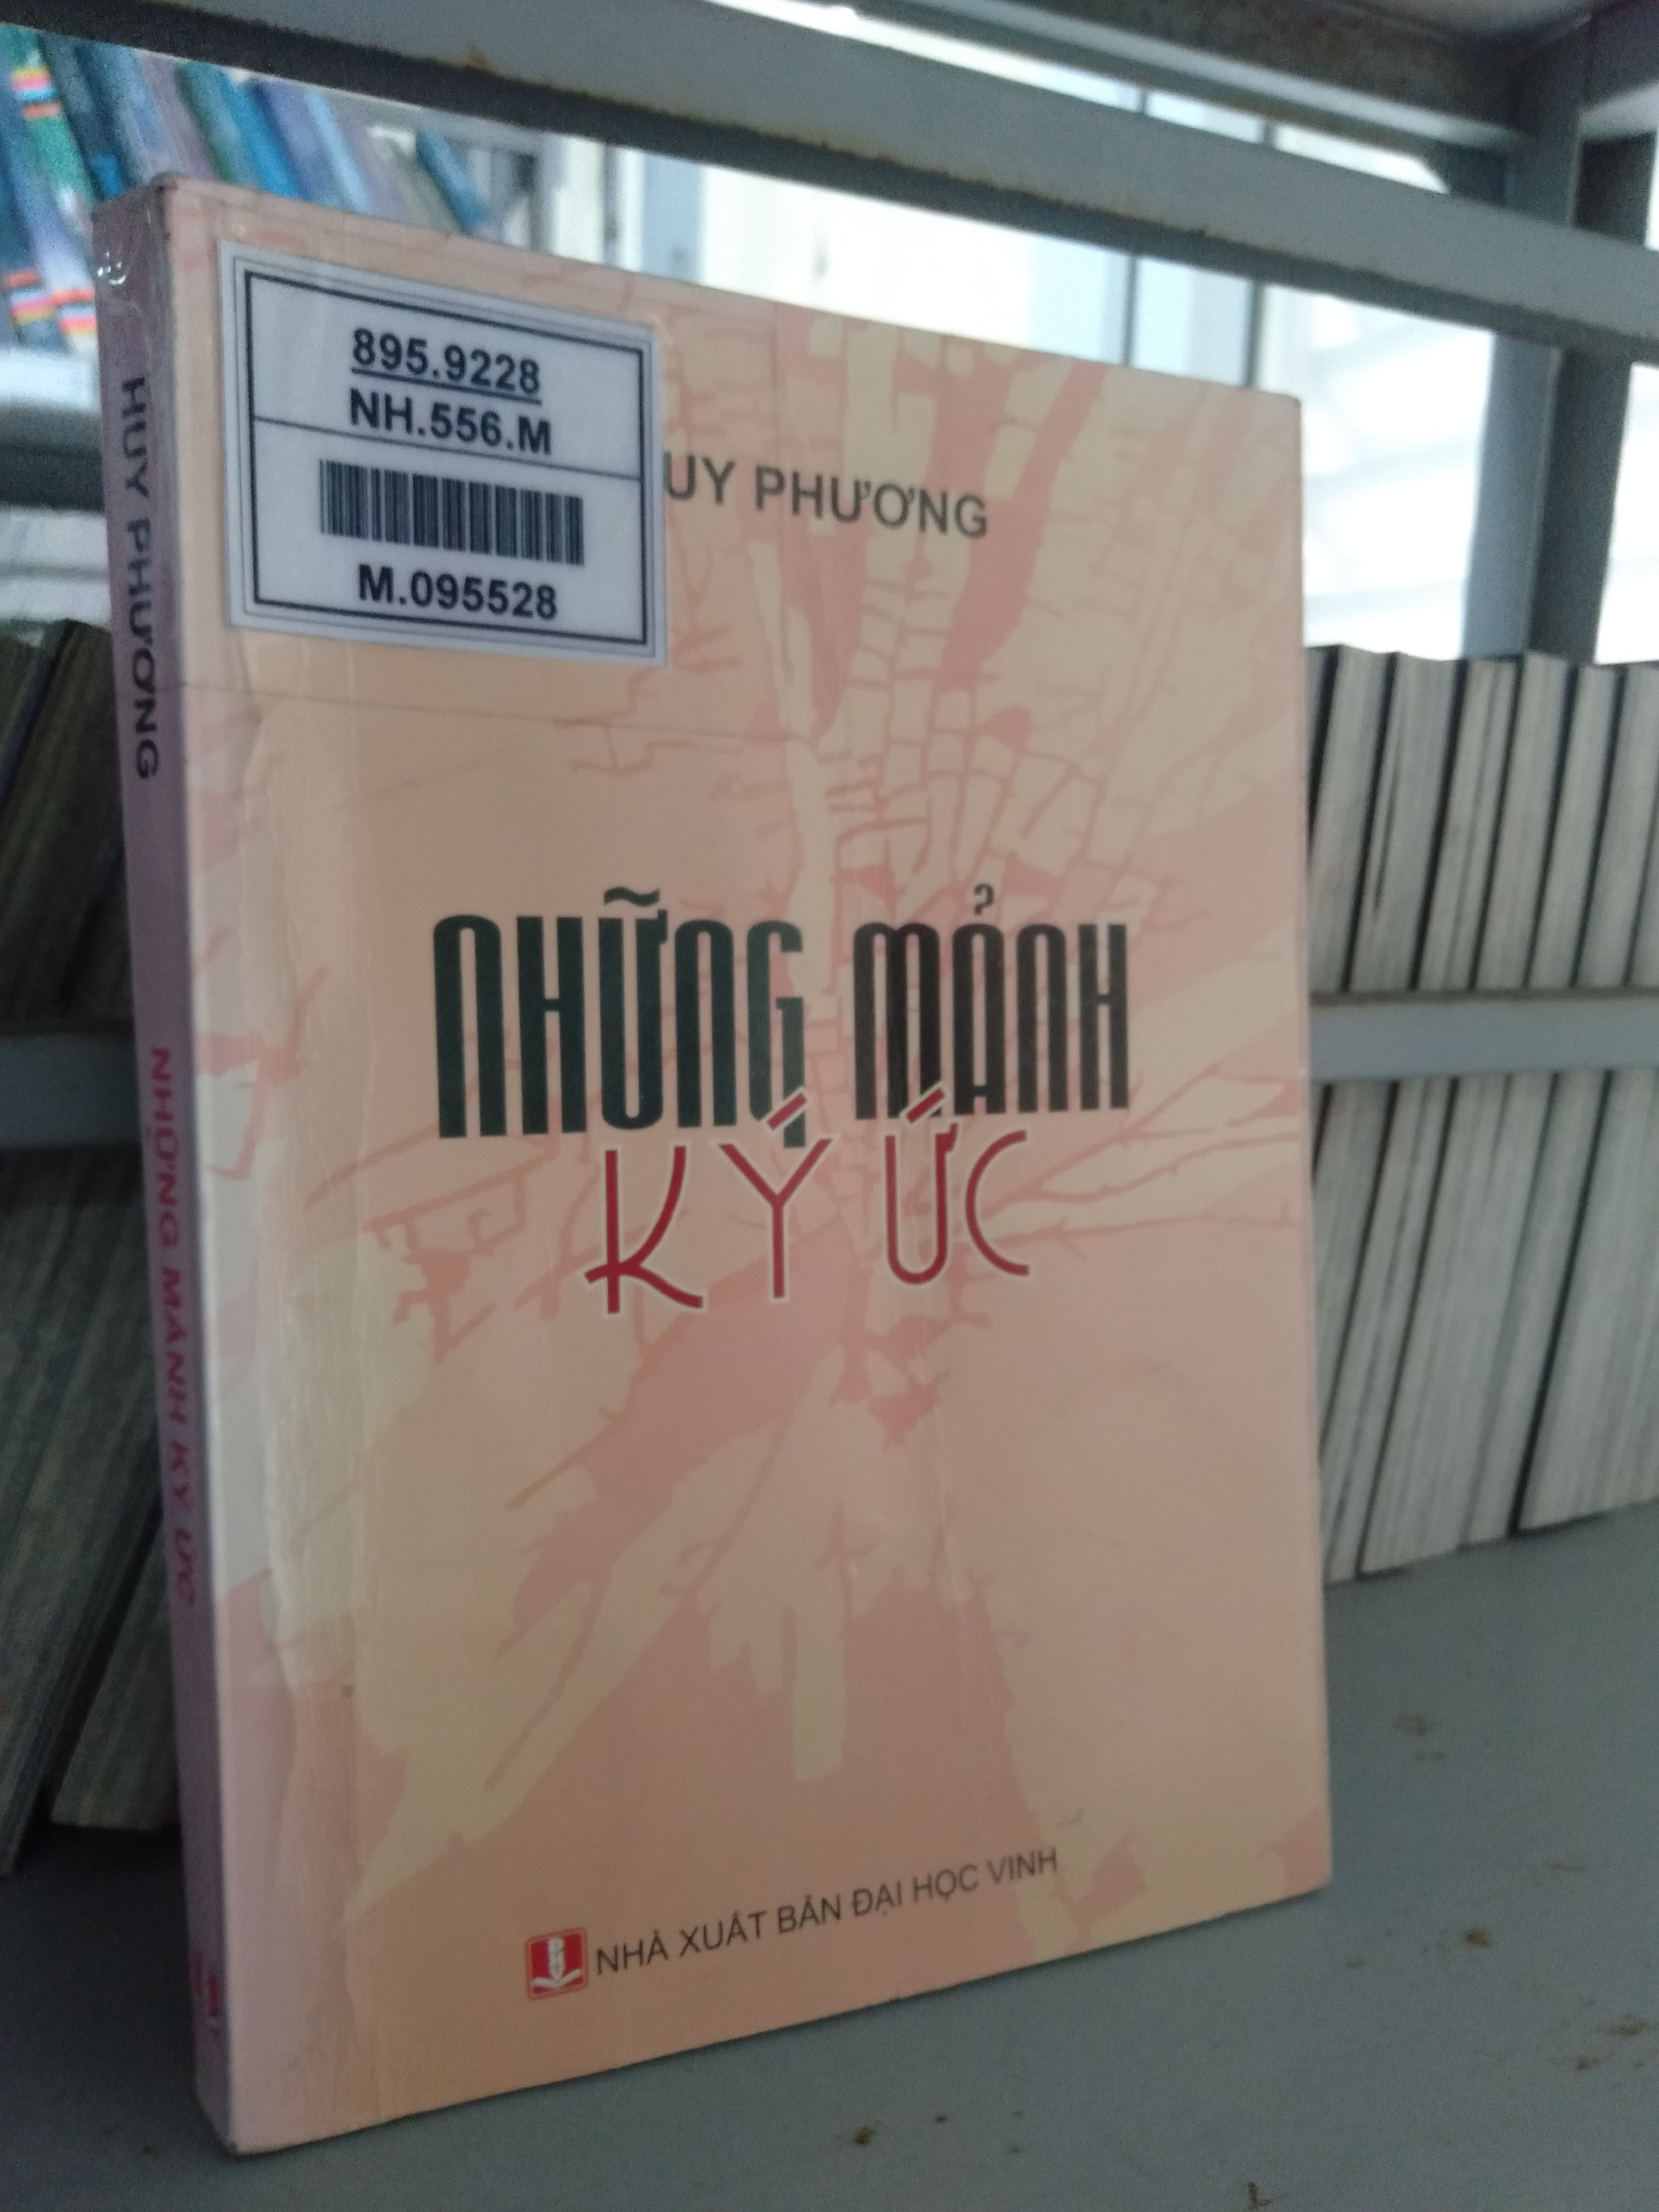 895.9228
NH.556.M
M.095528
UY PHƯƠNG
NHỮNG MẢNH
KÝ ỨC
NHÀ XUẤT BẢN ĐẠI HỌC VINH
HUY PHƯƠNG
NHỮNG MẢNH KÝ ỨC